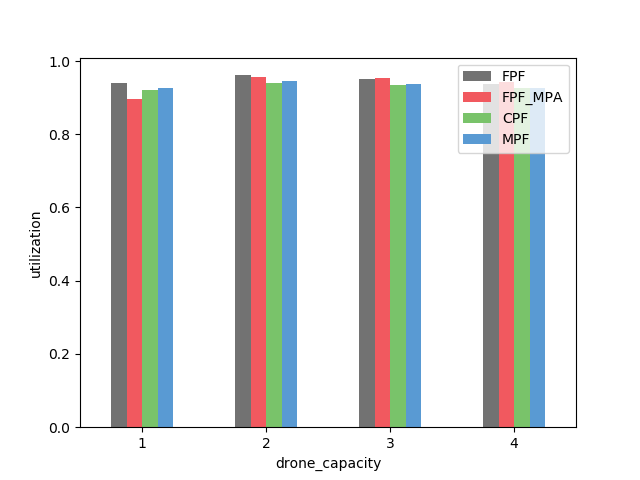 1.0
0.8
0.6
0.4
0.2
0.0
utilization
FPF
FPF_MPA
CPF
MPF
1 2 3 4
drone_capacity